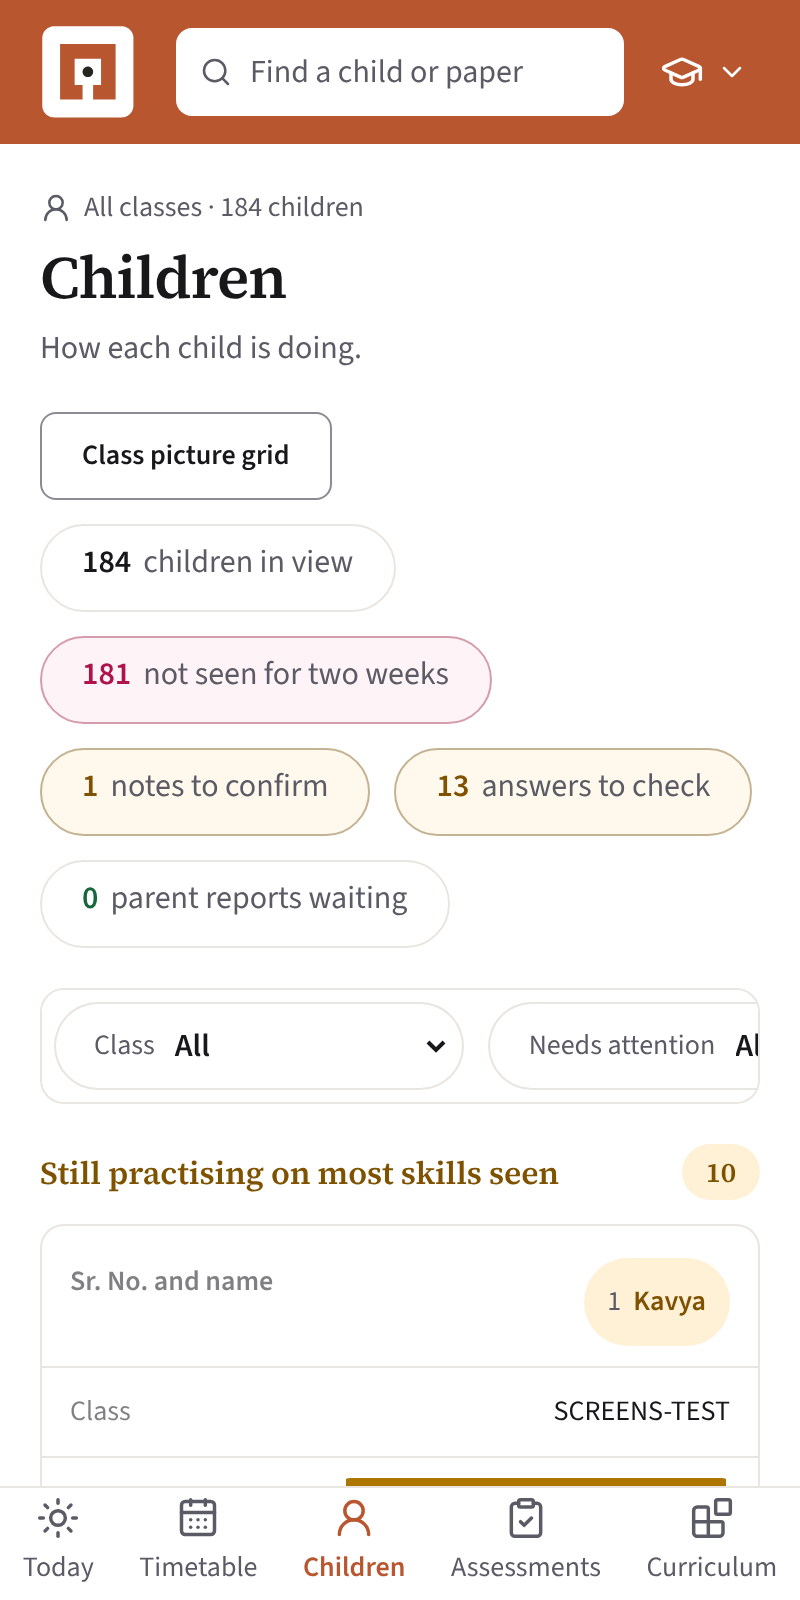 Find a child or paper
All classes · 184 children
Children
How each child is doing.
Class picture grid
184 children in view
181 not seen for two weeks
1 notes to confirm
13 answers to check
0 parent reports waiting
Class All
Needs attention Al
Still practising on most skills seen 10
Sr. No. and name
1 Kavya
Class SCREENS-TEST
Today Timetable Children Assessments Curriculum